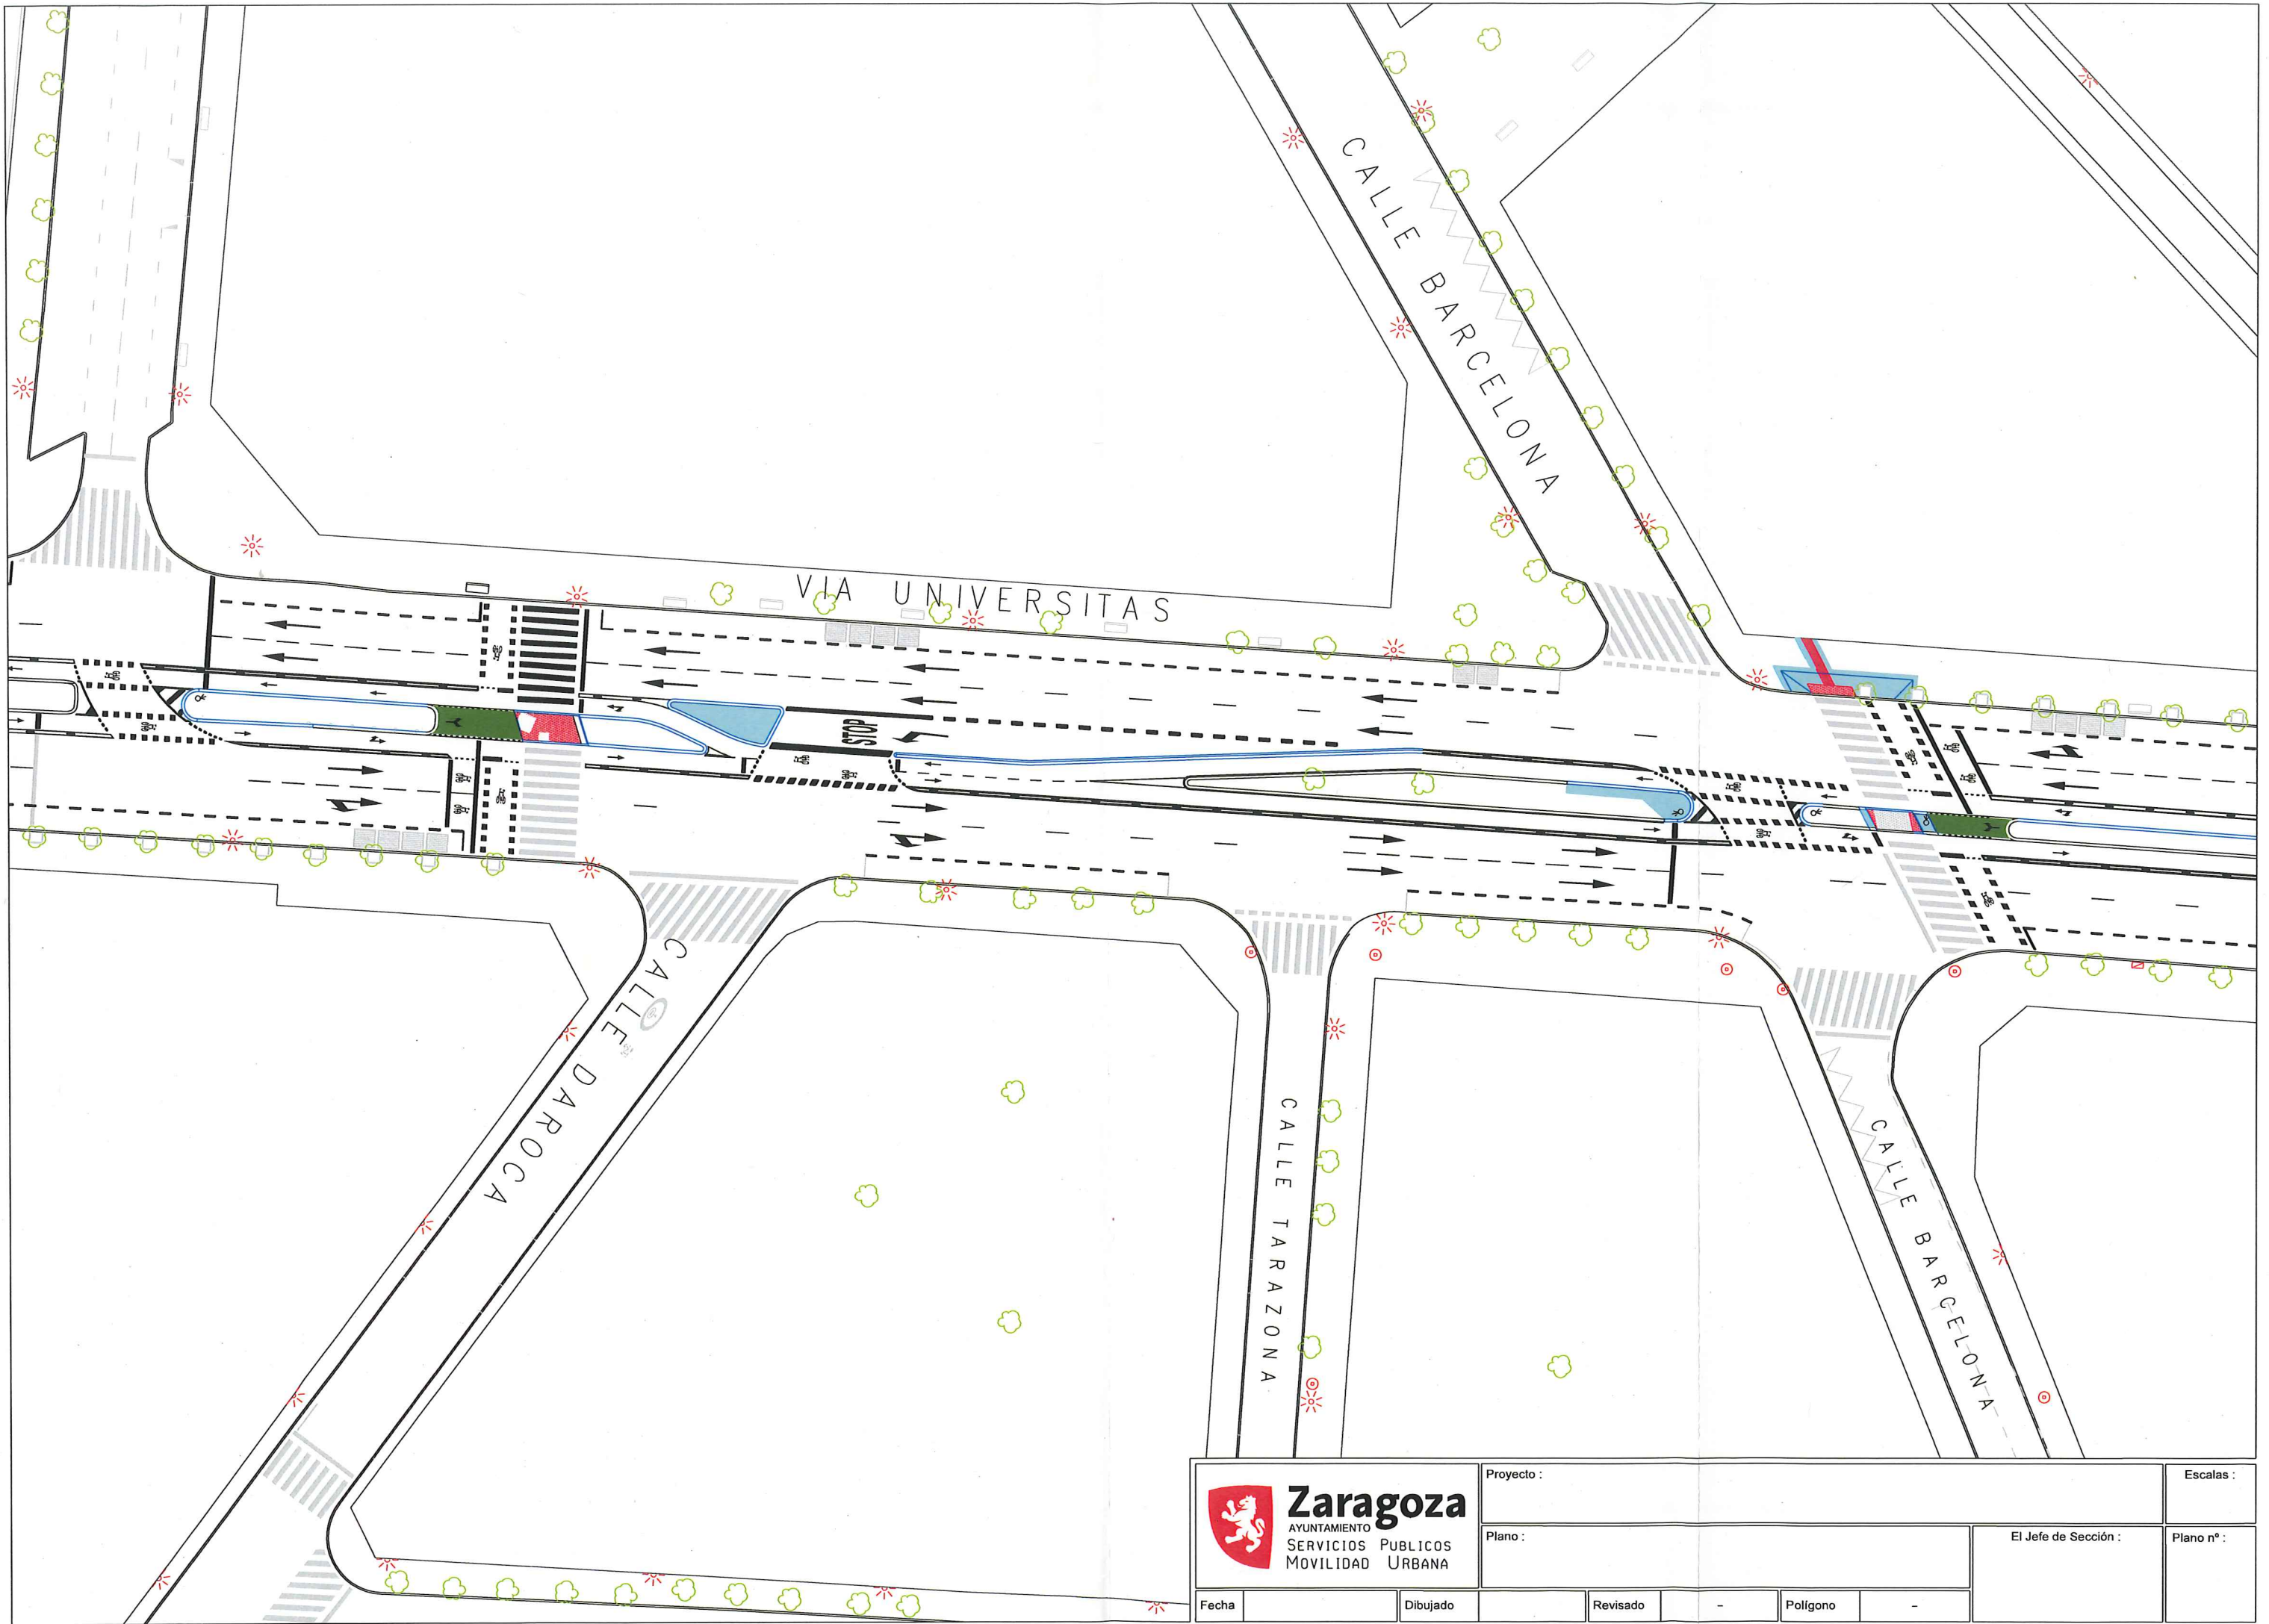 CALLE BARCELONA
VIA UNIVERSITAS
STOP
CALLE DAROCA
CALLE TARAZONA
CALLE BARCELONA
Zaragoza
AYUNTAMIENTO
SERVICIOS PUBLICOS
MOVILIDAD URBANA
Proyecto :
Escalas :
Plano :
El Jefe de Sección :
Plano nº :
Fecha
Dibujado
Revisado
-
Polígono
-